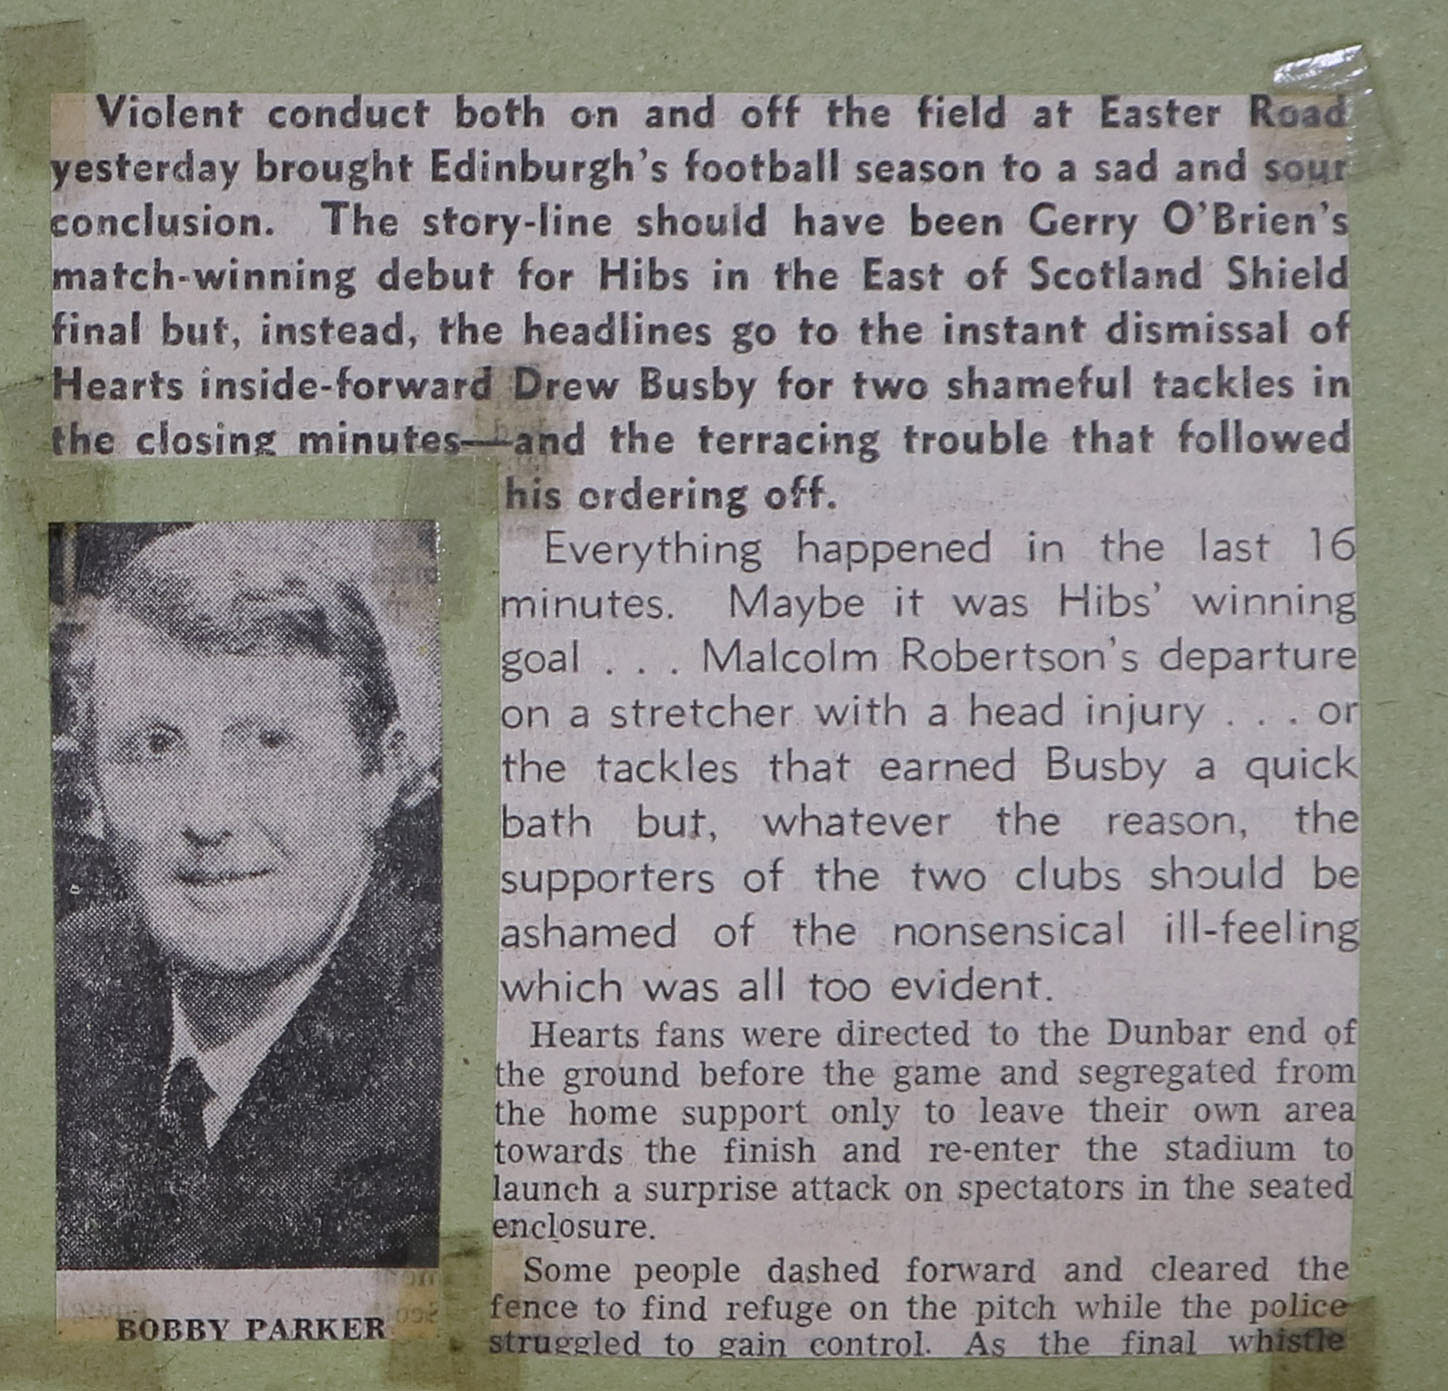 Violent conduct both on and off the field at Easter Road
yesterday brought Edinburgh's football season to a sad and sour
conclusion. The story-line should have been Gerry O'Brien's
match-winning debut for Hibs in the East of Scotland Shield
final but, instead, the headlines go to the instant dismissal of
Hearts inside-forward Drew Busby for two shameful tackles in
the closing minutes—and the terracing trouble that followed
his ordering off.
Everything happened in the last 16
minutes. Maybe it was Hibs' winning
goal . . . Malcolm Robertson's departure
on a stretcher with a head injury . . . or
the tackles that earned Busby a quick
bath but, whatever the reason, the
supporters of the two clubs should be
ashamed of the nonsensical ill-feeling
which was all too evident.
Hearts fans were directed to the Dunbar end of
the ground before the game and segregated from
the home support only to leave their own area
towards the finish and re-enter the stadium to
launch a surprise attack on spectators in the seated
enclosure.
Some people dashed forward and cleared the
fence to find refuge on the pitch while the police
struggled to gain control. As the final whistle
BOBBY PARKER